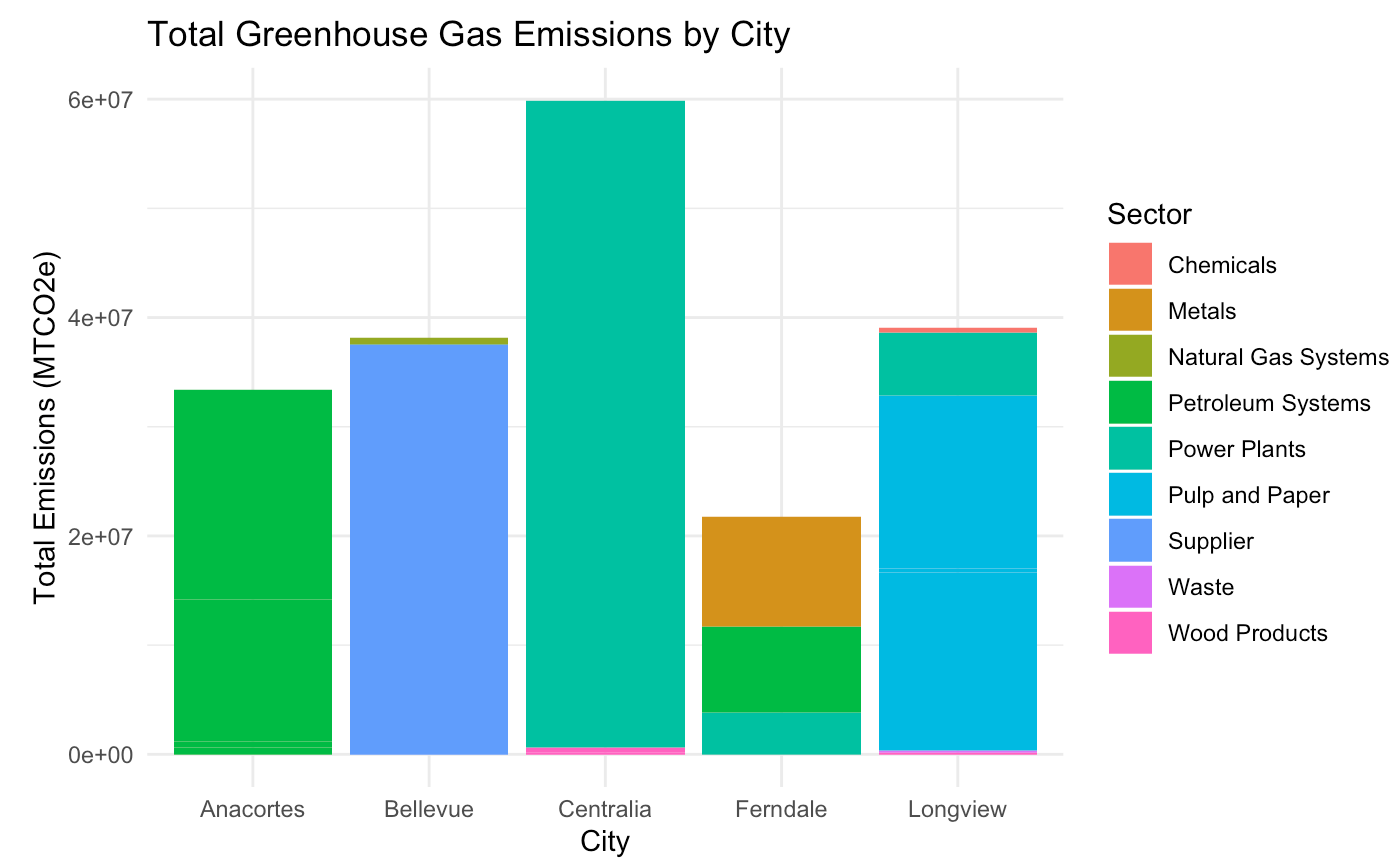 Total Greenhouse Gas Emissions by City
Total Emissions (MTCO2e)
6e+07
4e+07
2e+07
0e+00
Anacortes Bellevue Centralia Ferndale Longview
City
Sector
Chemicals
Metals
Natural Gas Systems
Petroleum Systems
Power Plants
Pulp and Paper
Supplier
Waste
Wood Products